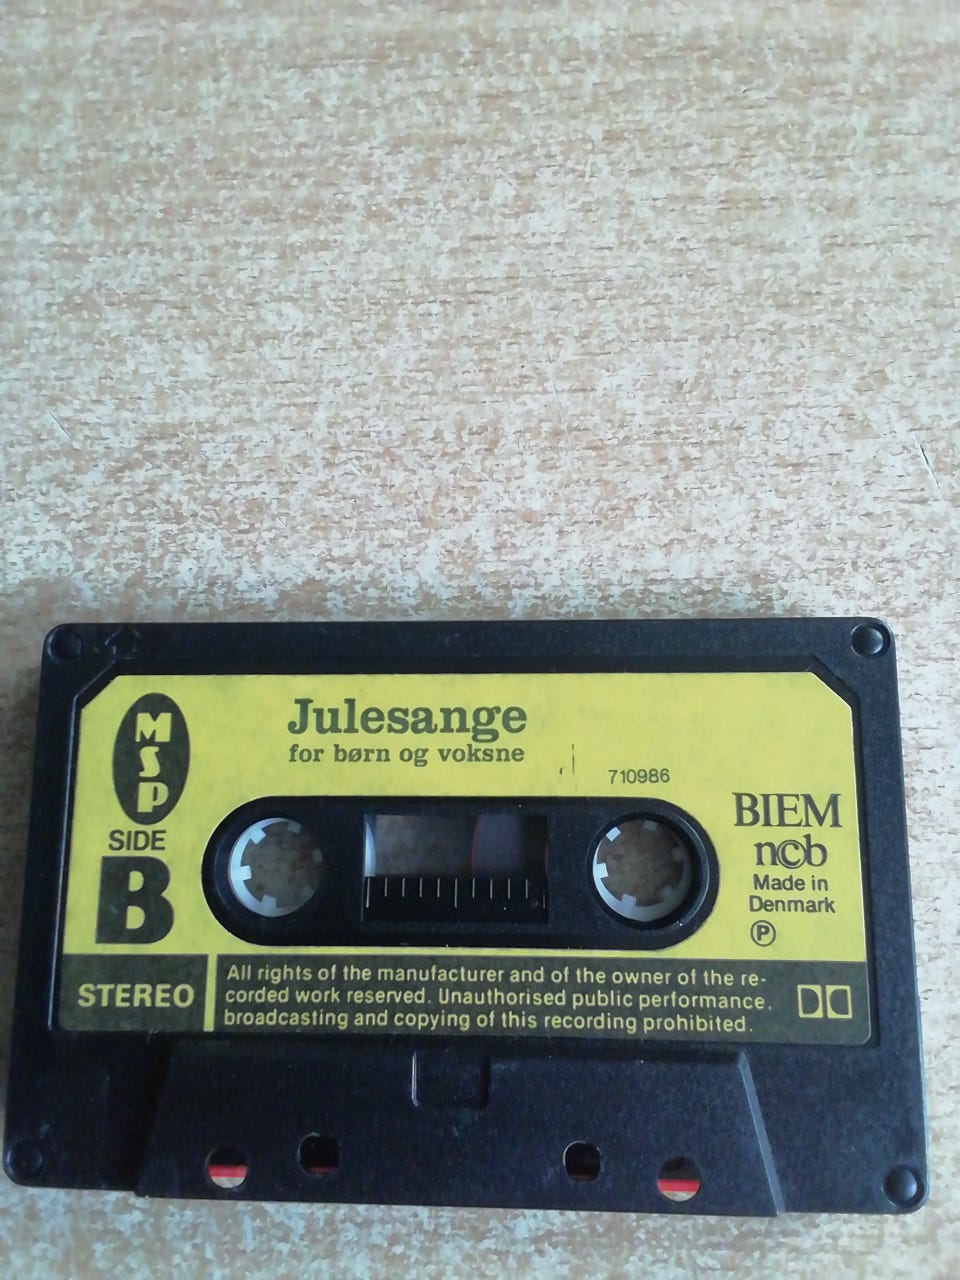 MSP
Julesange
for børn og voksne
710986
SIDE
B
BIEM
ncb
Made in
Denmark
℗
STEREO
All rights of the manufacturer and of the owner of the re-
corded work reserved. Unauthorised public performance,
broadcasting and copying of this recording prohibited.